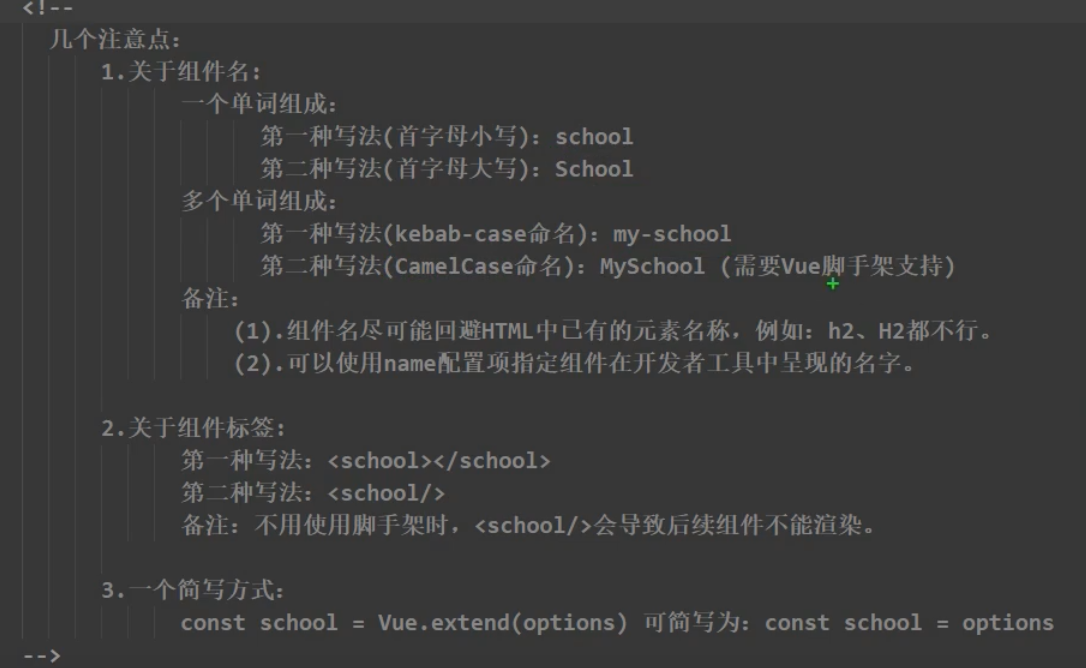 <!--
几个注意点：
1.关于组件名:
一个单词组成：
第一种写法(首字母小写)：school
第二种写法(首字母大写)：School
多个单词组成：
第一种写法(kebab-case命名)：my-school
第二种写法(CamelCase命名)：MySchool (需要Vue脚手架支持)
备注：
(1).组件名尽可能回避HTML中已有的元素名称，例如：h2、H2都不行。
(2).可以使用name配置项指定组件在开发者工具中呈现的名字。
2.关于组件标签:
第一种写法：<school></school>
第二种写法：<school/>
备注：不用使用脚手架时，<school/>会导致后续组件不能渲染。
3.一个简写方式：
const school = Vue.extend(options) 可简写为：const school = options
-->